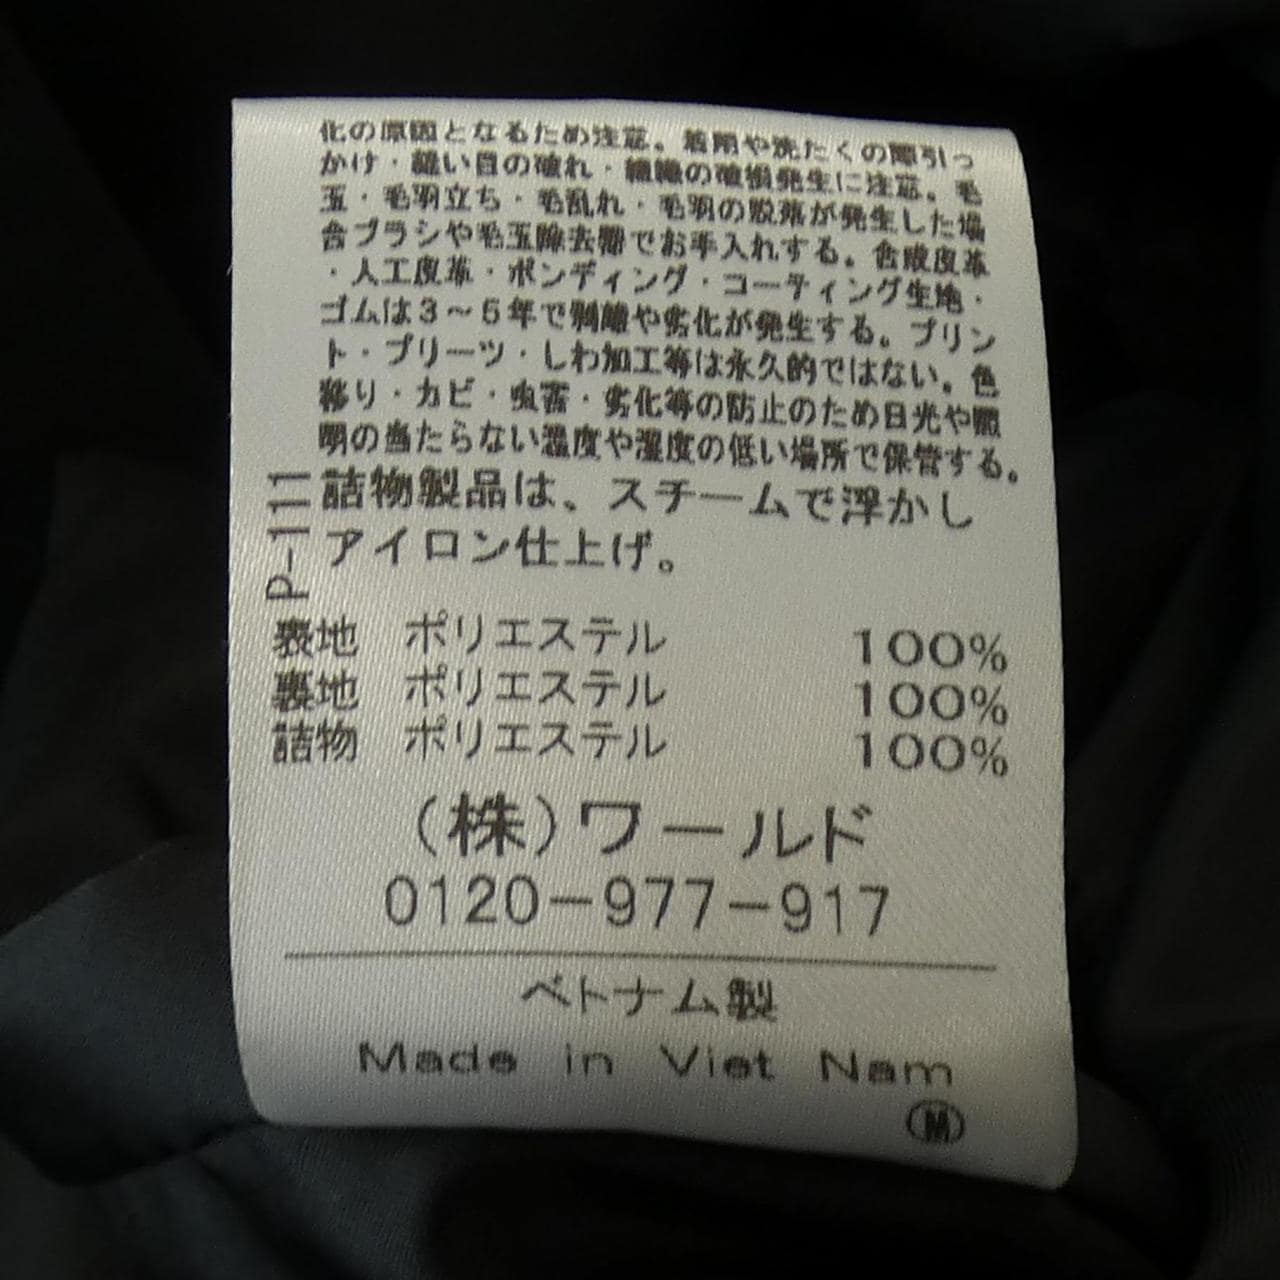 化の原因となるため注意。着用や洗たくの際引っ
かけ・縫い目の破れ・繊維の破損発生に注意。毛
玉・毛羽立ち・毛乱れ・毛羽の脱落が発生した場
合ブラシや毛玉除去器でお手入れする。合成皮革
・人工皮革・ボンディング・コーティング生地・
ゴムは3~5年で剥離や劣化が発生する。プリン
ト・プリーツ・しわ加工等は永久的ではない。色
移り・カビ・虫害・劣化等の防止のため日光や照
明の当たらない温度や湿度の低い場所で保管する。
詰物製品は、スチームで浮かし
アイロン仕上げ。
P-111
表地 ポリエステル 100%
裏地 ポリエステル 100%
詰物 ポリエステル 100%
(株)ワールド
0120-977-917
ベトナム製
Made in Viet Nam
M